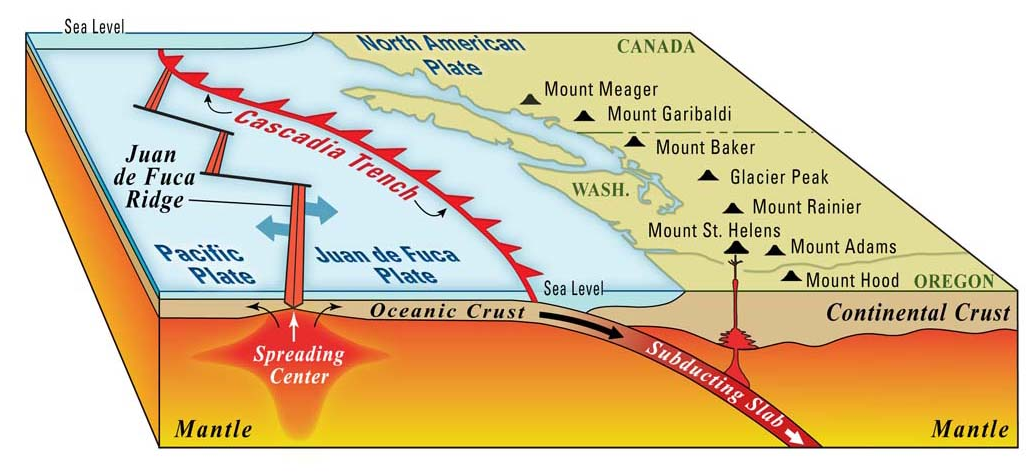 Sea Level
North American
Plate
CANADA
Mount Meager
Mount Garibaldi
Cascadia Trench
Mount Baker
Juan
de Fuca
Ridge
Glacier Peak
WASH.
Mount Rainier
Mount St. Helens
Mount Adams
Pacific
Plate
Juan de Fuca
Plate
Mount Hood
OREGON
Sea Level
Oceanic Crust
Continental Crust
Spreading
Center
Subducting Slab
Mantle
Mantle